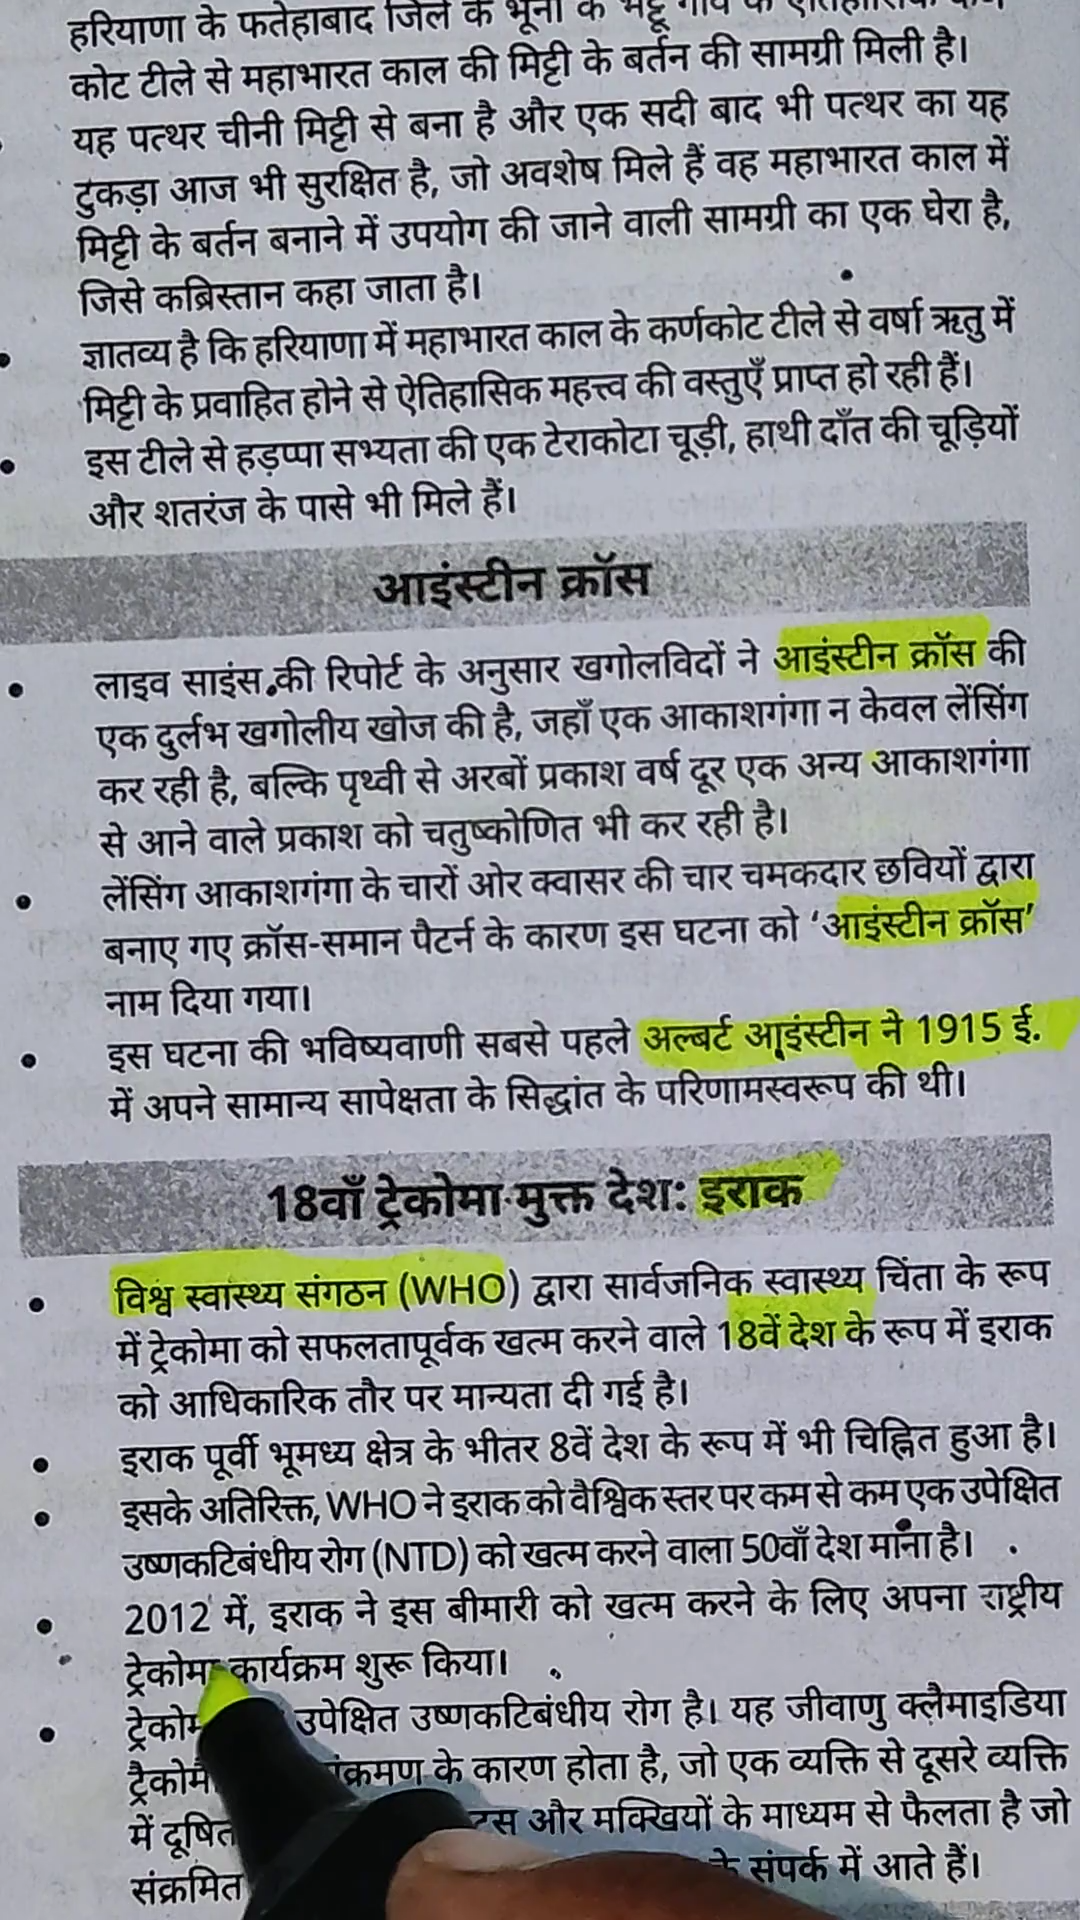 हरियाणा के फतेहाबाद जिले के भूना के भट्टू गाँव के ऐतिहासिक
कोट टीले से महाभारत काल की मिट्टी के बर्तन की सामग्री मिली है।
यह पत्थर चीनी मिट्टी से बना है और एक सदी बाद भी पत्थर का यह
टुकड़ा आज भी सुरक्षित है, जो अवशेष मिले हैं वह महाभारत काल में
मिट्टी के बर्तन बनाने में उपयोग की जाने वाली सामग्री का एक घेरा है,
जिसे कब्रिस्तान कहा जाता है।
• ज्ञातव्य है कि हरियाणा में महाभारत काल के कर्णकोट टीले से वर्षा ऋतु में
मिट्टी के प्रवाहित होने से ऐतिहासिक महत्त्व की वस्तुएँ प्राप्त हो रही हैं।
• इस टीले से हड़प्पा सभ्यता की एक टेराकोटा चूड़ी, हाथी दाँत की चूड़ियों
और शतरंज के पासे भी मिले हैं।
आइंस्टीन क्रॉस
• लाइव साइंस की रिपोर्ट के अनुसार खगोलविदों ने आइंस्टीन क्रॉस की
एक दुर्लभ खगोलीय खोज की है, जहाँ एक आकाशगंगा न केवल लेंसिंग
कर रही है, बल्कि पृथ्वी से अरबों प्रकाश वर्ष दूर एक अन्य आकाशगंगा
से आने वाले प्रकाश को चतुष्कोणित भी कर रही है।
• लेंसिंग आकाशगंगा के चारों ओर क्वासर की चार चमकदार छवियों द्वारा
बनाए गए क्रॉस-समान पैटर्न के कारण इस घटना को ‘आइंस्टीन क्रॉस’
नाम दिया गया।
• इस घटना की भविष्यवाणी सबसे पहले अल्बर्ट आइंस्टीन ने 1915 ई.
में अपने सामान्य सापेक्षता के सिद्धांत के परिणामस्वरूप की थी।
18वाँ ट्रेकोमा मुक्त देश: इराक
• विश्व स्वास्थ्य संगठन (WHO) द्वारा सार्वजनिक स्वास्थ्य चिंता के रूप
में ट्रेकोमा को सफलतापूर्वक खत्म करने वाले 18वें देश के रूप में इराक
को आधिकारिक तौर पर मान्यता दी गई है।
• इराक पूर्वी भूमध्य क्षेत्र के भीतर 8वें देश के रूप में भी चिह्नित हुआ है।
• इसके अतिरिक्त, WHO ने इराक को वैश्विक स्तर पर कम से कम एक उपेक्षित
उष्णकटिबंधीय रोग (NTD) को खत्म करने वाला 50वाँ देश माना है।
• 2012 में, इराक ने इस बीमारी को खत्म करने के लिए अपना राष्ट्रीय
ट्रेकोमा कार्यक्रम शुरू किया।
• उपेक्षित उष्णकटिबंधीय रोग है। यह जीवाणु क्लैमाइडिया
के कारण होता है, जो एक व्यक्ति से दूसरे व्यक्ति
में दूषित और मक्खियों के माध्यम से फैलता है जो
संक्रमित के संपर्क में आते हैं।